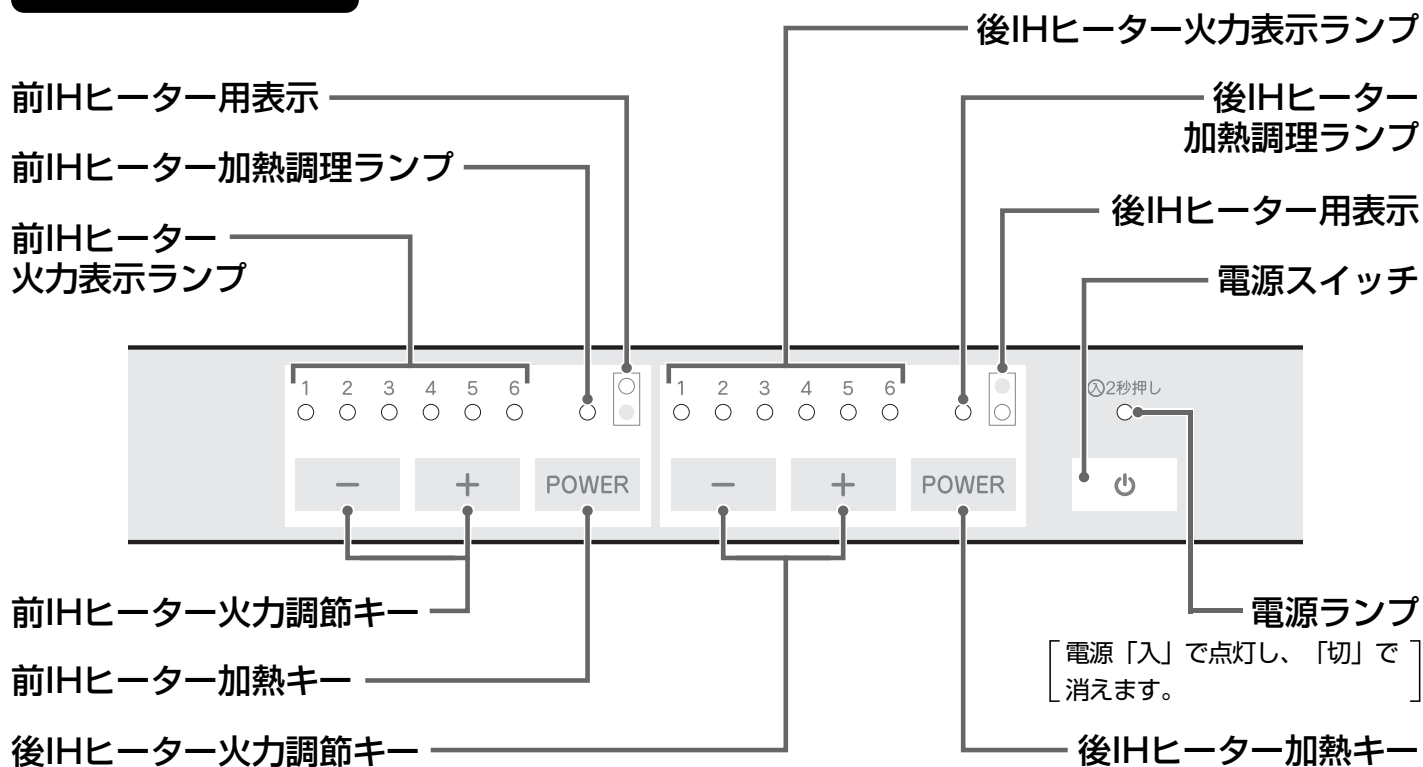 後IHヒーター火力表示ランプ
前IHヒーター用表示
後IHヒーター
加熱調理ランプ
前IHヒーター加熱調理ランプ
後IHヒーター用表示
前IHヒーター
火力表示ランプ
電源スイッチ
1 2 3 4 5 6
1 2 3 4 5 6
入2秒押し
− + POWER
− + POWER
前IHヒーター火力調節キー
電源ランプ
電源「入」で点灯し、「切」で
消えます。
前IHヒーター加熱キー
後IHヒーター火力調節キー
後IHヒーター加熱キー